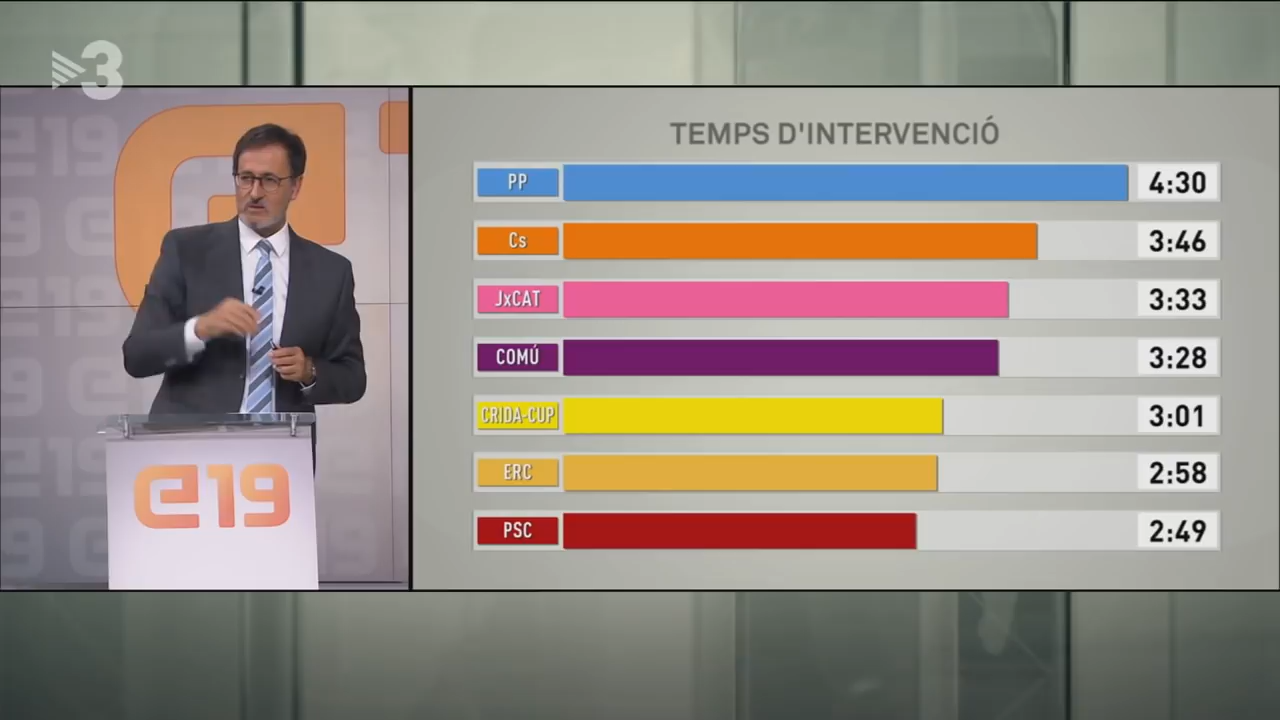 3
e19
e19
TEMPS D'INTERVENCIÓ
PP 4:30
Cs 3:46
JxCAT 3:33
COMÚ 3:28
CRIDA-CUP 3:01
ERC 2:58
PSC 2:49